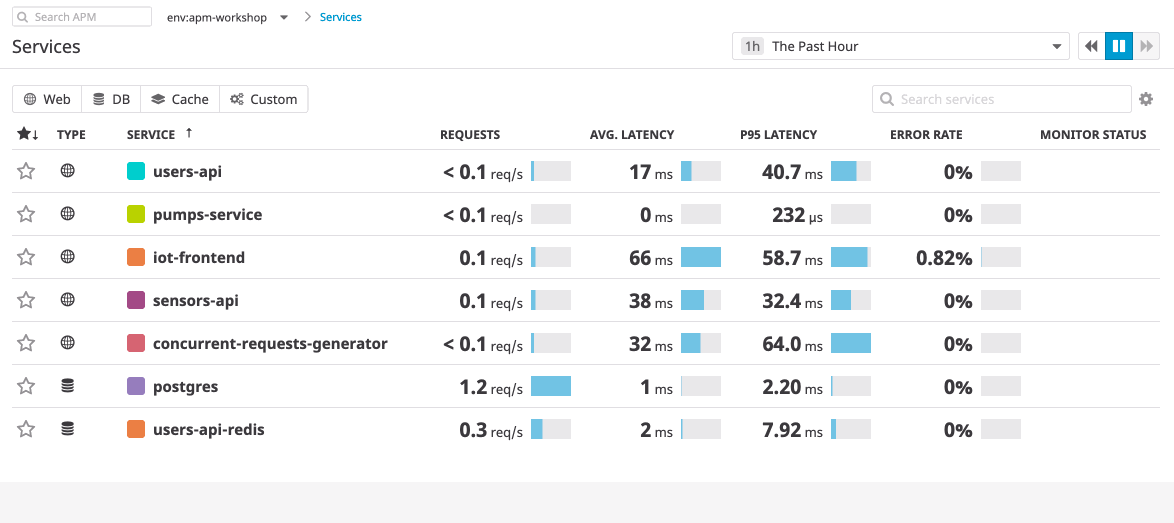 Search APM env:apm-workshop Services
Services 1h The Past Hour
Web DB Cache Custom Search services
TYPE SERVICE ↑ REQUESTS AVG. LATENCY P95 LATENCY ERROR RATE MONITOR STATUS
users-api < 0.1 req/s 17 ms 40.7 ms 0%
pumps-service < 0.1 req/s 0 ms 232 µs 0%
iot-frontend 0.1 req/s 66 ms 58.7 ms 0.82%
sensors-api 0.1 req/s 38 ms 32.4 ms 0%
concurrent-requests-generator < 0.1 req/s 32 ms 64.0 ms 0%
postgres 1.2 req/s 1 ms 2.20 ms 0%
users-api-redis 0.3 req/s 2 ms 7.92 ms 0%